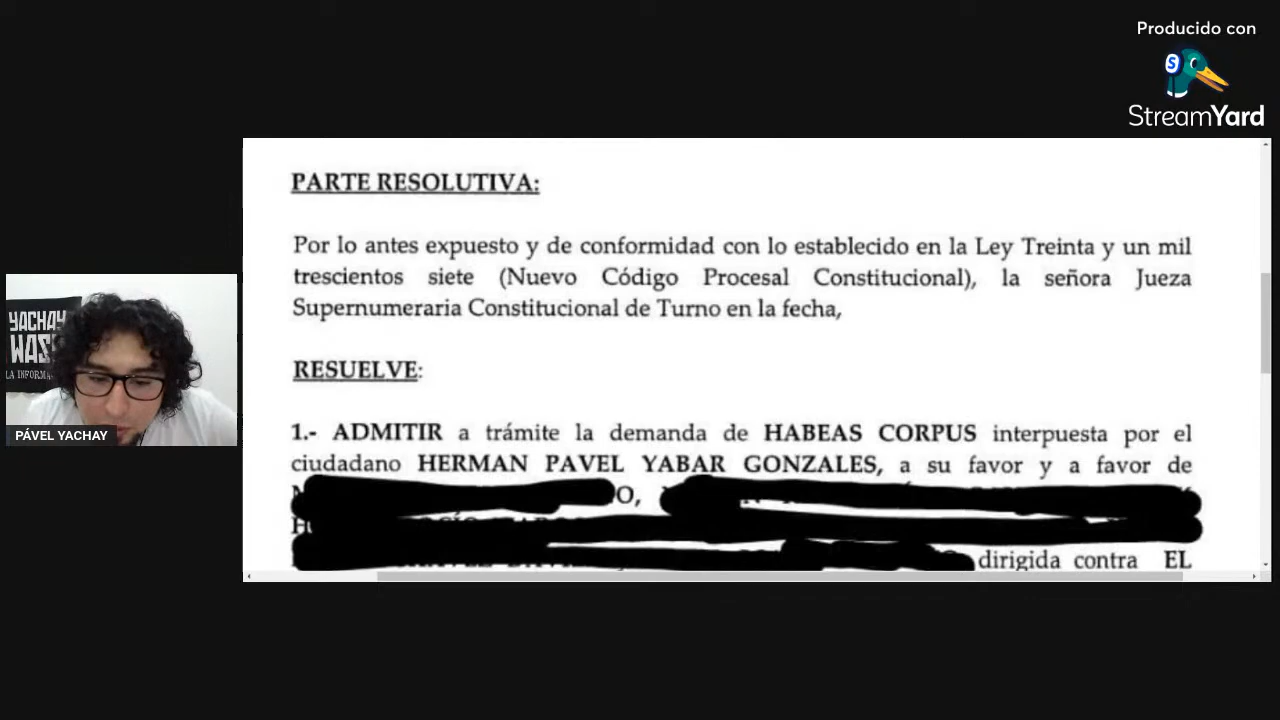 Producido con
S
StreamYard
PARTE RESOLUTIVA:
Por lo antes expuesto y de conformidad con lo establecido en la Ley Treinta y un mil
trescientos siete (Nuevo Código Procesal Constitucional), la señora Jueza
Supernumeraria Constitucional de Turno en la fecha,
RESUELVE:
1.- ADMITIR a trámite la demanda de HABEAS CORPUS interpuesta por el
ciudadano HERMAN PAVEL YABAR GONZALES, a su favor y a favor de
dirigida contra EL
YACHAY
LA
PÁVEL YACHAY